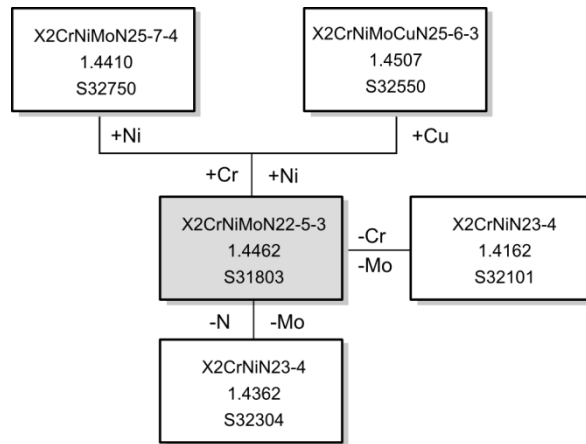 X2CrNiMoN25-7-4
1.4410
S32750
X2CrNiMoCuN25-6-3
1.4507
S32550
+Ni
+Cu
+Cr
+Ni
X2CrNiMoN22-5-3
1.4462
S31803
-Cr
-Mo
X2CrNiN23-4
1.4162
S32101
-N
-Mo
X2CrNiN23-4
1.4362
S32304